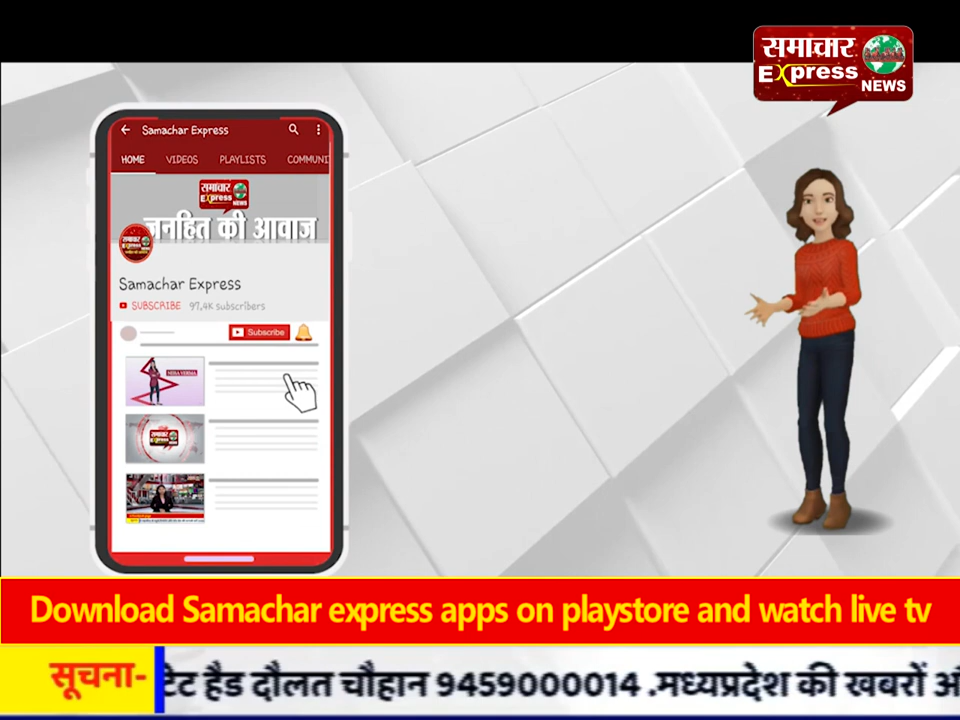 समाचार
Express
NEWS
Samachar Express
HOME VIDEOS PLAYLISTS COMMUNI
समाचार
Express
NEWS
जनहित की आवाज
Samachar Express
SUBSCRIBE 97.4K subscribers
Subscribe
Download Samachar express apps on playstore and watch live tv
सूचना- टेट हैड दौलत चौहान 9459000014 .मध्यप्रदेश की खबरों औ